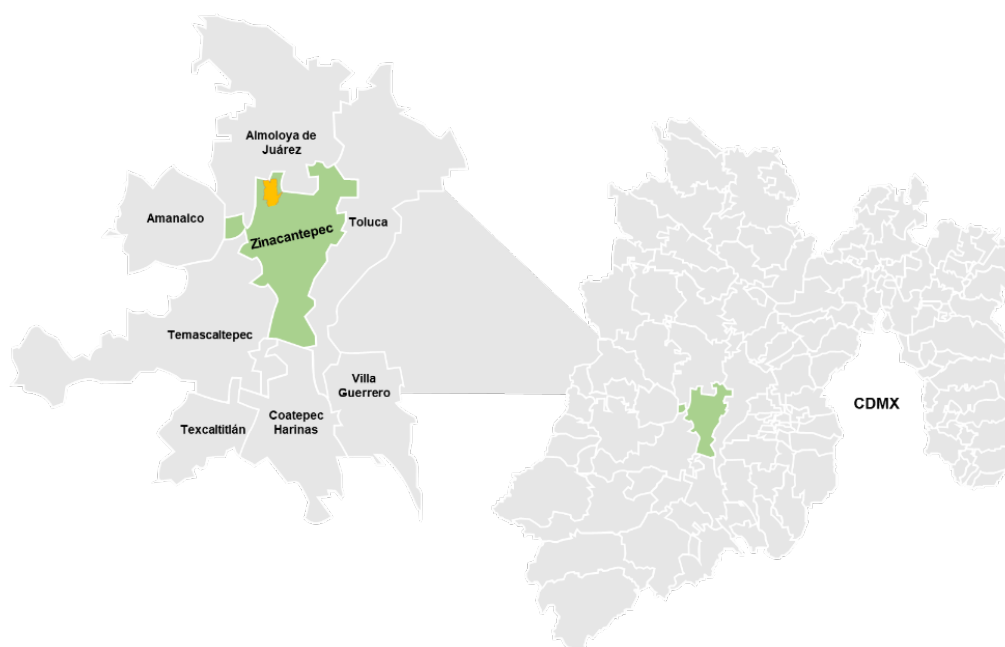 Almoloya de
Juárez
Amanalco
Toluca
Zinacantepec
Temascaltepec
Villa
Guerrero
Texcaltitlán
Coatepec
Harinas
CDMX